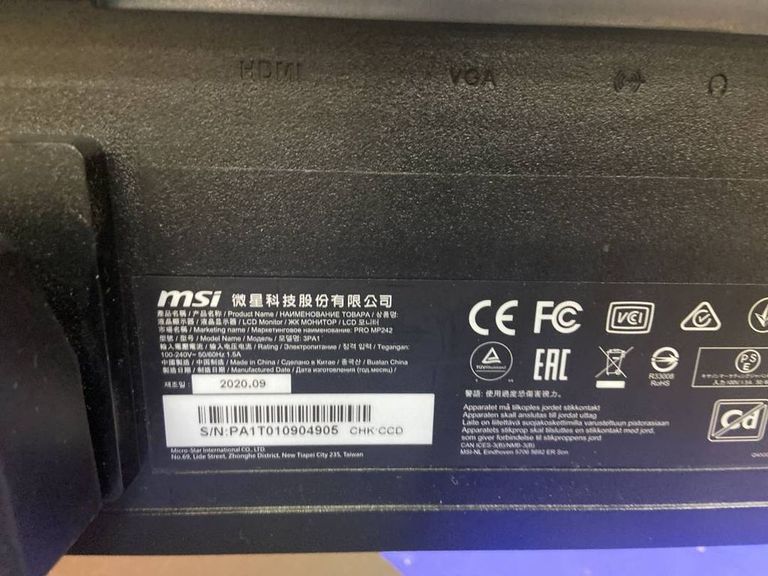 HDMI
VGA
msi 微星科技股份有限公司
產品名稱 / 产品名称 / Product Name / НАИМЕНОВАНИЕ ТОВАРА / 상품명:
液晶顯示器 / 液晶显示器 / LCD Monitor / ЖК МОНИТОР / LCD 모니터
市場名稱 / Marketing name / Маркетинговое наименование: PRO MP242
型號 / 型号 / Model Name / Модель / 모델명: 3PA1
輸入電壓電流 / 输入电压电流 / Rating / Электропитание / 정격 입력 / Tegangan:
100-240V~ 50/60Hz 1.5A
中國製造 / 中国制造 / Made in China / Сделано в Китае / 중국산 / Buatan China
製造日期 / 制造日期 / Manufactured Date / Дата изготовления (год.месяц) /
제조일: 2020.09
S/N:PA1T010904905 CHK:CCD
Micro-Star International CO., LTD.
No.69, Lide Street, Zhonghe District, New Taipei City 235, Taiwan
CE FC VCCI
TÜVRheinland EAC R33008
RoHS
PS
E
警語: 使用過度恐傷害視力。
Apparatet må tilkoples jordet stikkontakt
Apparaten skall anslutas till jordat uttag
Laite on liitettävä suojakoskettimilla varustettuun pistorasiaan
Apparatets stikprop skal tilsluttes en stikkontakt med jord,
som giver forbindelse til stikproppens jord
CAN ICES-3(B)/NMB-3(B)
MSI-NL Eindhoven 5706 5692 ER Son
Cd